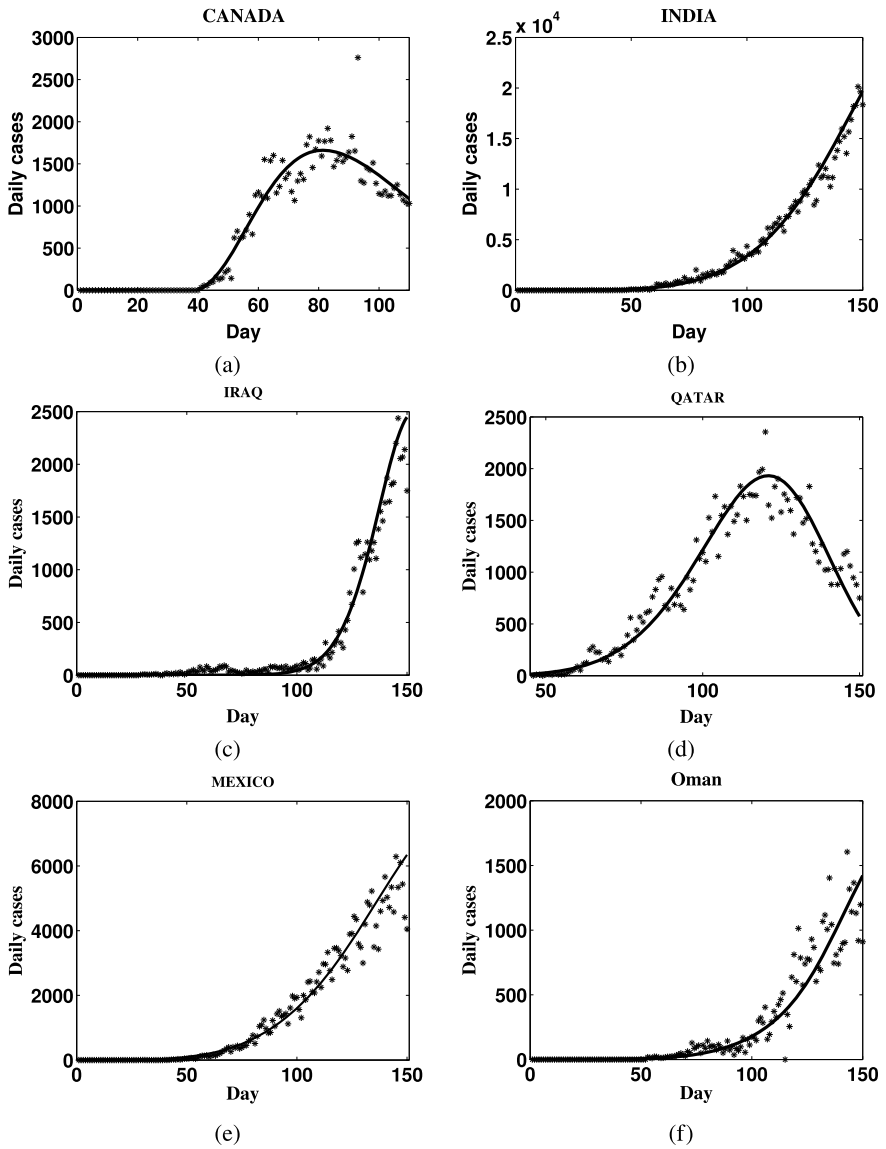 CANADA
3000
2500
2000
1500
1000
500
0
Daily cases
20 40 60 80 100
Day
(a)
INDIA
x 10^4
2.5
2
1.5
1
0.5
0
Daily cases
0 50 100 150
Day
(b)
IRAQ
2500
2000
1500
1000
500
0
Daily cases
0 50 100 150
Day
(c)
QATAR
2500
2000
1500
1000
500
0
Daily cases
50 100 150
Day
(d)
MEXICO
8000
6000
4000
2000
0
Daily cases
0 50 100 150
Day
(e)
Oman
2000
1500
1000
500
0
Daily cases
0 50 100 150
Day
(f)